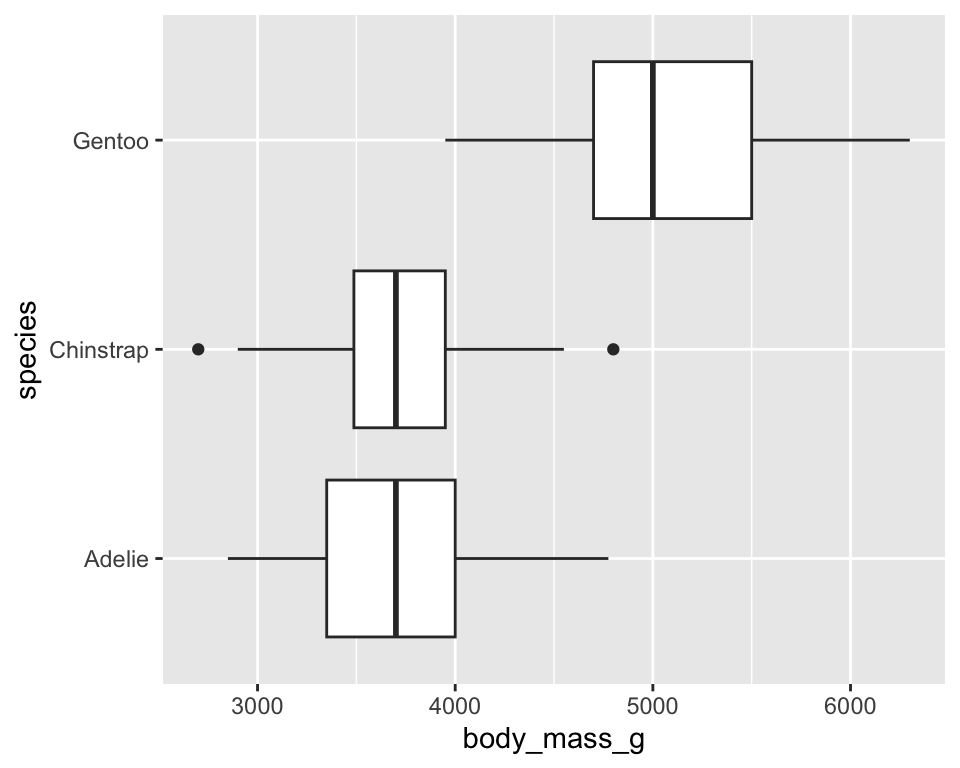 Gentoo
Chinstrap
Adelie
species
3000 4000 5000 6000
body_mass_g